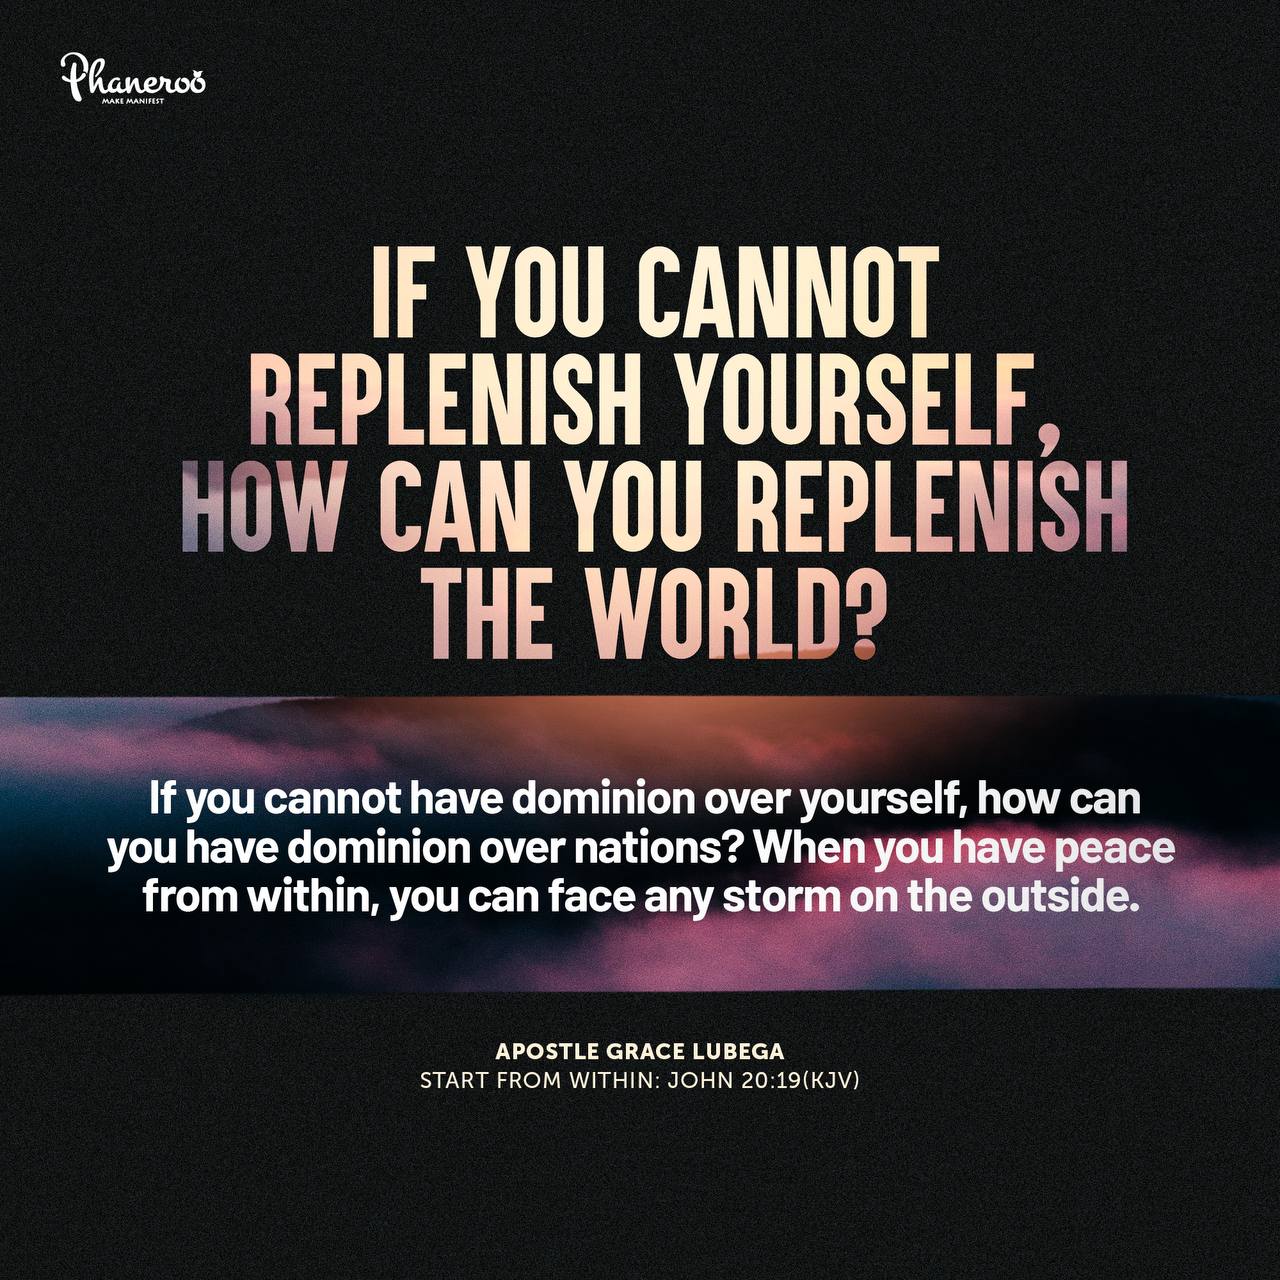 Phaneroo
MAKE MANIFEST
IF YOU CANNOT
REPLENISH YOURSELF,
HOW CAN YOU REPLENISH
THE WORLD?
If you cannot have dominion over yourself, how can
you have dominion over nations? When you have peace
from within, you can face any storm on the outside.
APOSTLE GRACE LUBEGA
START FROM WITHIN: JOHN 20:19(KJV)